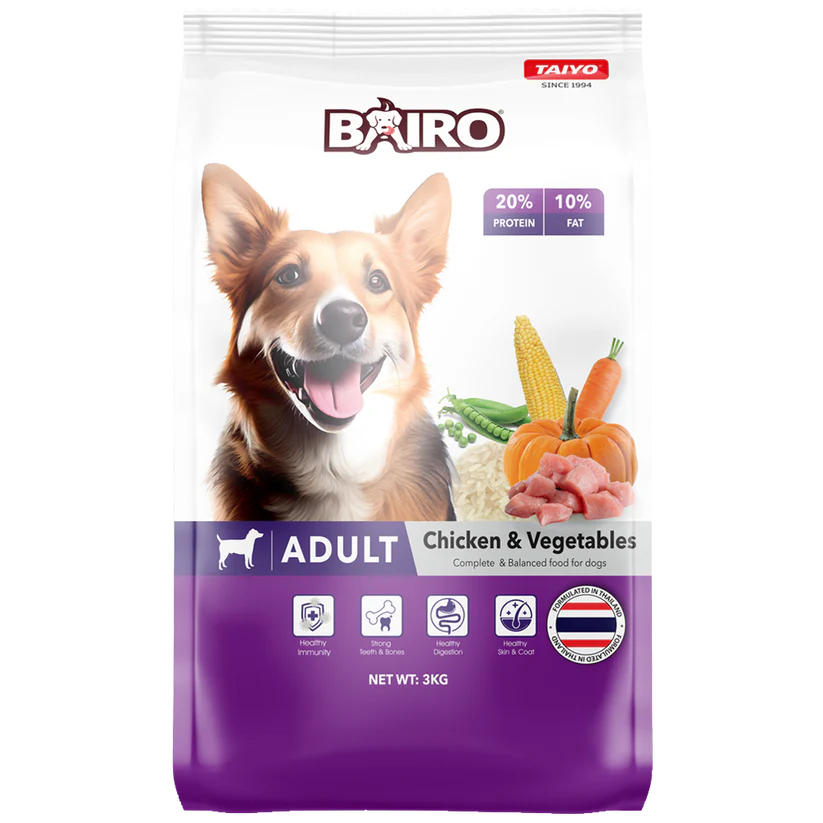 TAIYO
SINCE 1994
BAIRO®
20% PROTEIN
10% FAT
ADULT
Chicken & Vegetables
Complete & Balanced food for dogs
Healthy
Immunity
Strong
Teeth & Bones
Healthy
Digestion
Healthy
Skin & Coat
FORMULATED IN THAILAND • FORMULATED IN THAILAND •
NET WT: 3KG